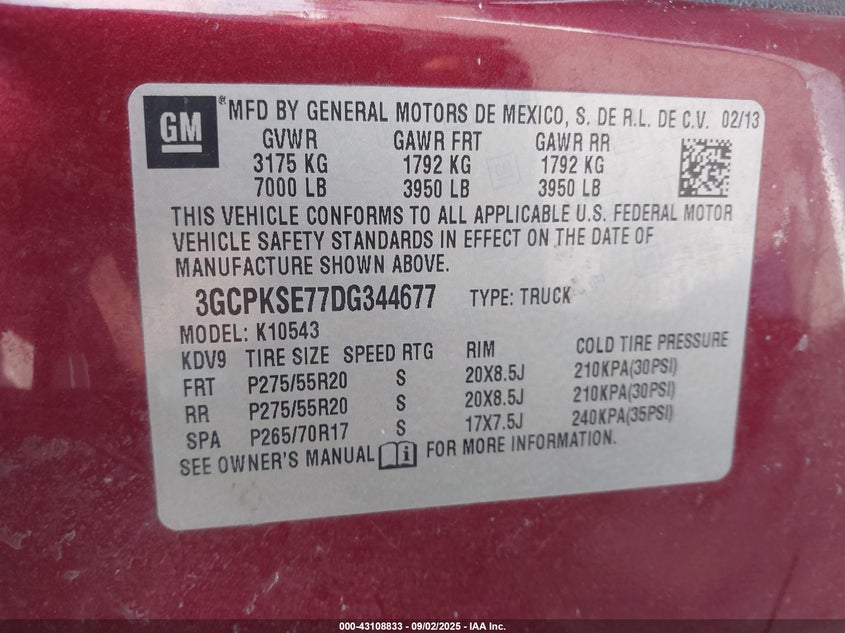 GM® MFD BY GENERAL MOTORS DE MEXICO, S. DE R.L. DE C.V. 02/13
GVWR GAWR FRT GAWR RR
3175 KG 1792 KG 1792 KG
7000 LB 3950 LB 3950 LB
THIS VEHICLE CONFORMS TO ALL APPLICABLE U.S. FEDERAL MOTOR
VEHICLE SAFETY STANDARDS IN EFFECT ON THE DATE OF
MANUFACTURE SHOWN ABOVE.
3GCPKSE77DG344677 TYPE: TRUCK
MODEL: K10543
KDV9 TIRE SIZE SPEED RTG RIM COLD TIRE PRESSURE
FRT P275/55R20 S 20X8.5J 210KPA(30PSI)
RR P275/55R20 S 20X8.5J 210KPA(30PSI)
SPA P265/70R17 S 17X7.5J 240KPA(35PSI)
SEE OWNER'S MANUAL FOR MORE INFORMATION.
000-43108833 - 09/02/2025 - IAA Inc.